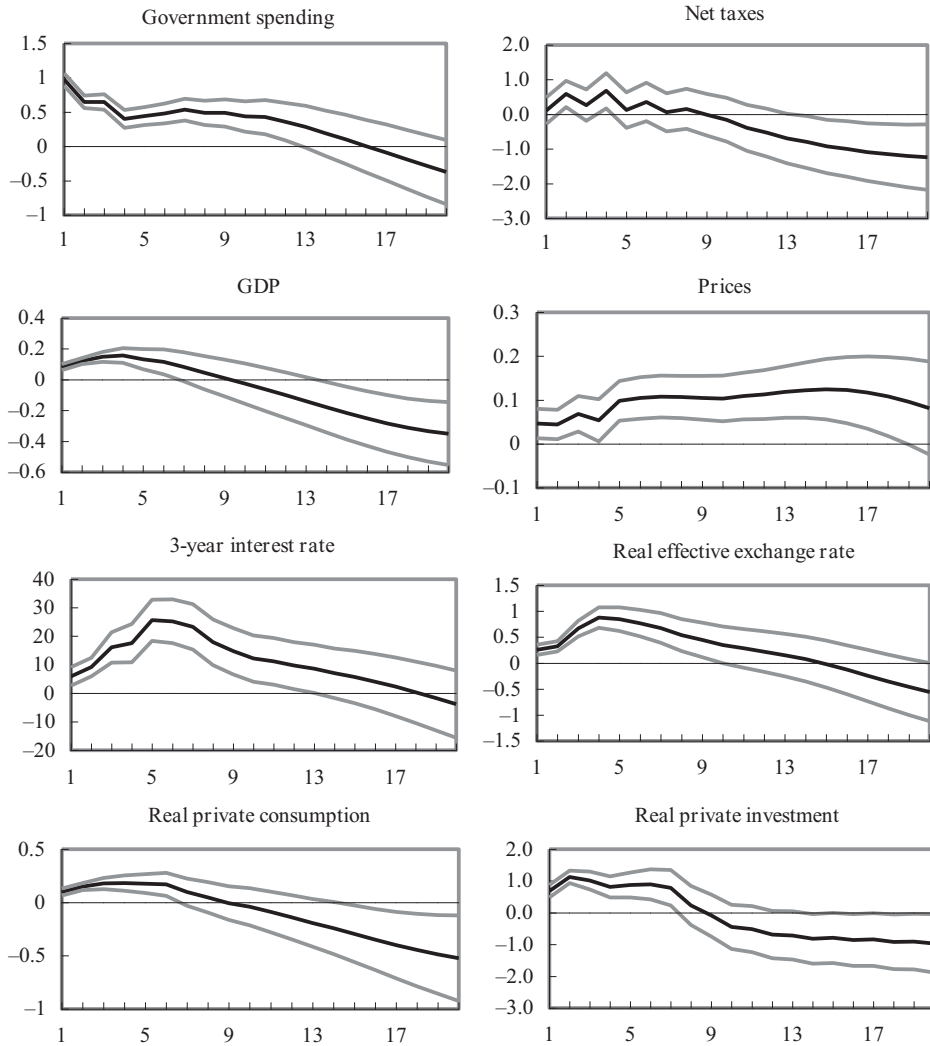 Government spending
1.5
1
0.5
0
–0.5
–1
1 5 9 13 17
Net taxes
2.0
1.0
0.0
–1.0
–2.0
–3.0
1 5 9 13 17
GDP
0.4
0.2
0
–0.2
–0.4
–0.6
1 5 9 13 17
Prices
0.3
0.2
0.1
0
–0.1
1 5 9 13 17
3-year interest rate
40
30
20
10
0
–10
–20
1 5 9 13 17
Real effective exchange rate
1.5
1
0.5
0
–0.5
–1
–1.5
1 5 9 13 17
Real private consumption
0.5
0
–0.5
–1
1 5 9 13 17
Real private investment
2.0
1.0
0.0
–1.0
–2.0
–3.0
1 5 9 13 17